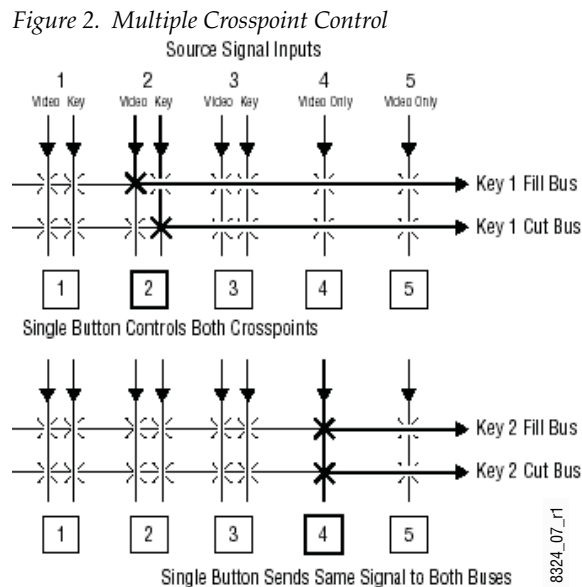 Figure 2. Multiple Crosspoint Control
Source Signal Inputs
1 2 3 4 5
Video Key Video Key Video Key Video Only Video Only
Key 1 Fill Bus
Key 1 Cut Bus
1 2 3 4 5
Single Button Controls Both Crosspoints
Key 2 Fill Bus
Key 2 Cut Bus
1 2 3 4 5
Single Button Sends Same Signal to Both Buses
8324_07_r1